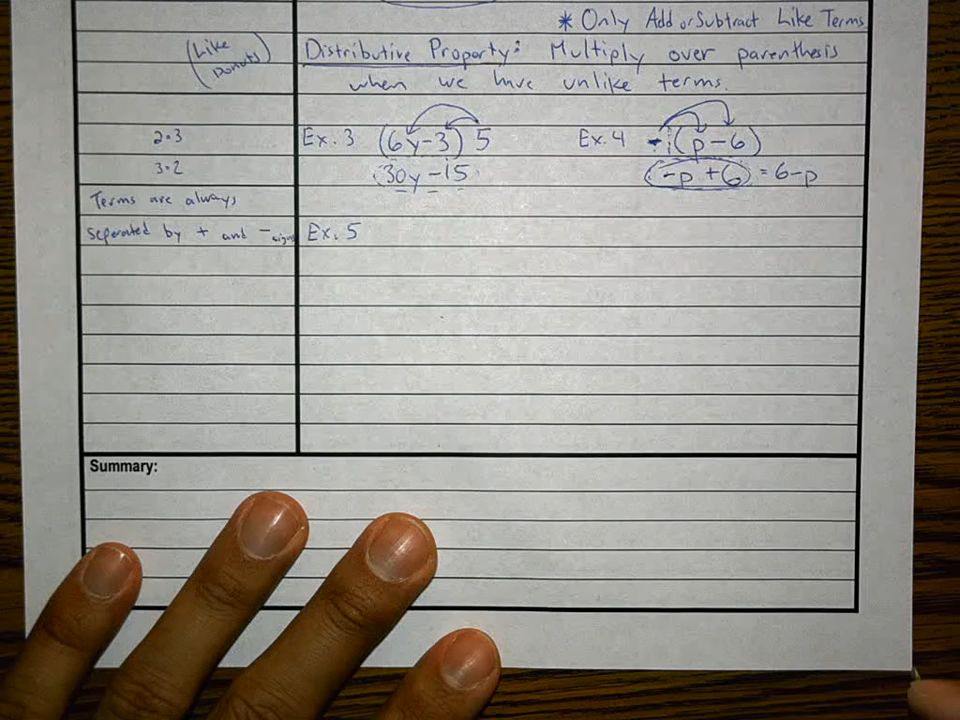 * Only Add or Subtract Like Terms
(Like Donuts)
Distributive Property: Multiply over parenthesis
when we have unlike terms.
2·3 Ex. 3 (6y-3) 5 Ex. 4 -1(p-6)
3·2 30y-15 -p+6 = 6-p
Terms are always
separated by + and - signs Ex. 5
Summary: